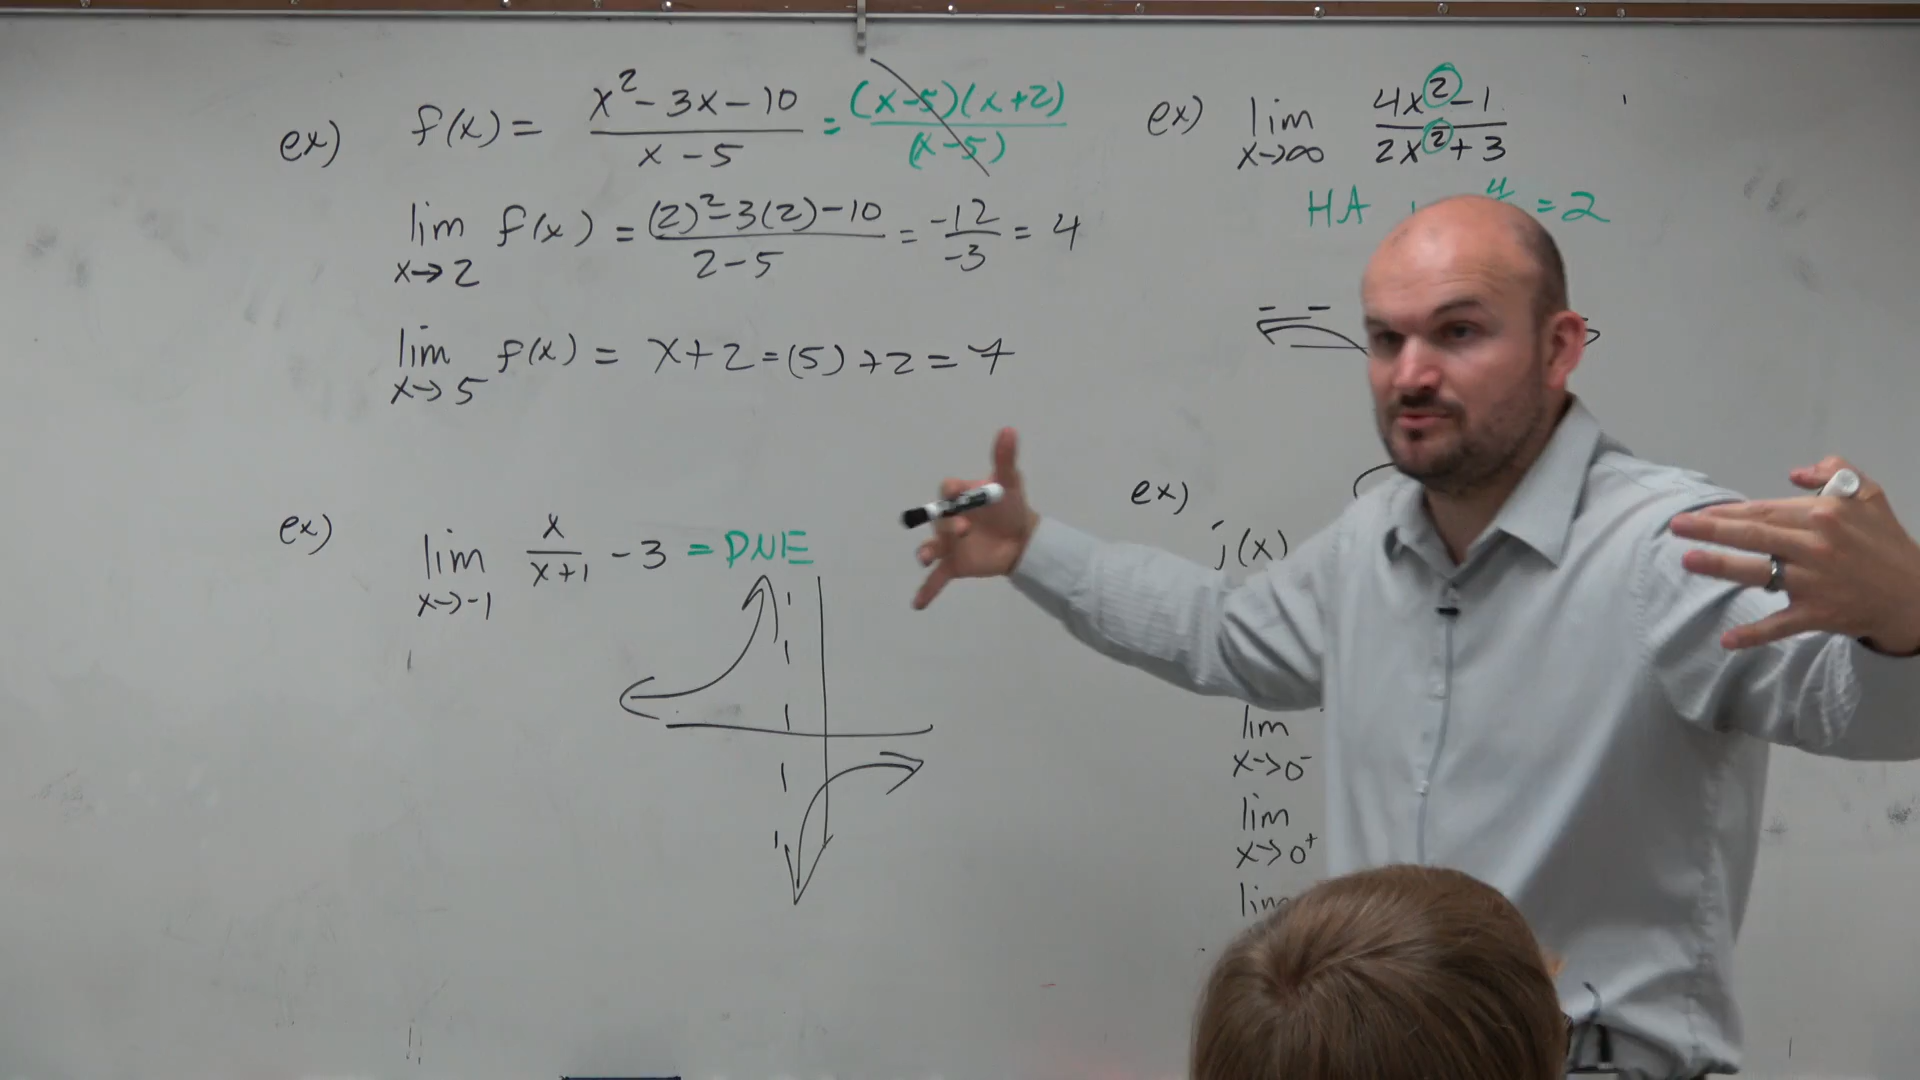 ex) f(x) = x² - 3x - 10 / x - 5 = (x-5)(x+2) / (x-5)
lim x→2 f(x) = (2)² - 3(2) - 10 / 2 - 5 = -12 / -3 = 4
lim x→5 f(x) = x + 2 = (5) + 2 = 7
ex) lim x→-1 x / x+1 - 3 = DNE
ex) lim x→∞ 4x² - 1 / 2x² + 3
HA 4 = 2
ex)
j(x)
lim x→0⁻
lim x→0⁺
lim